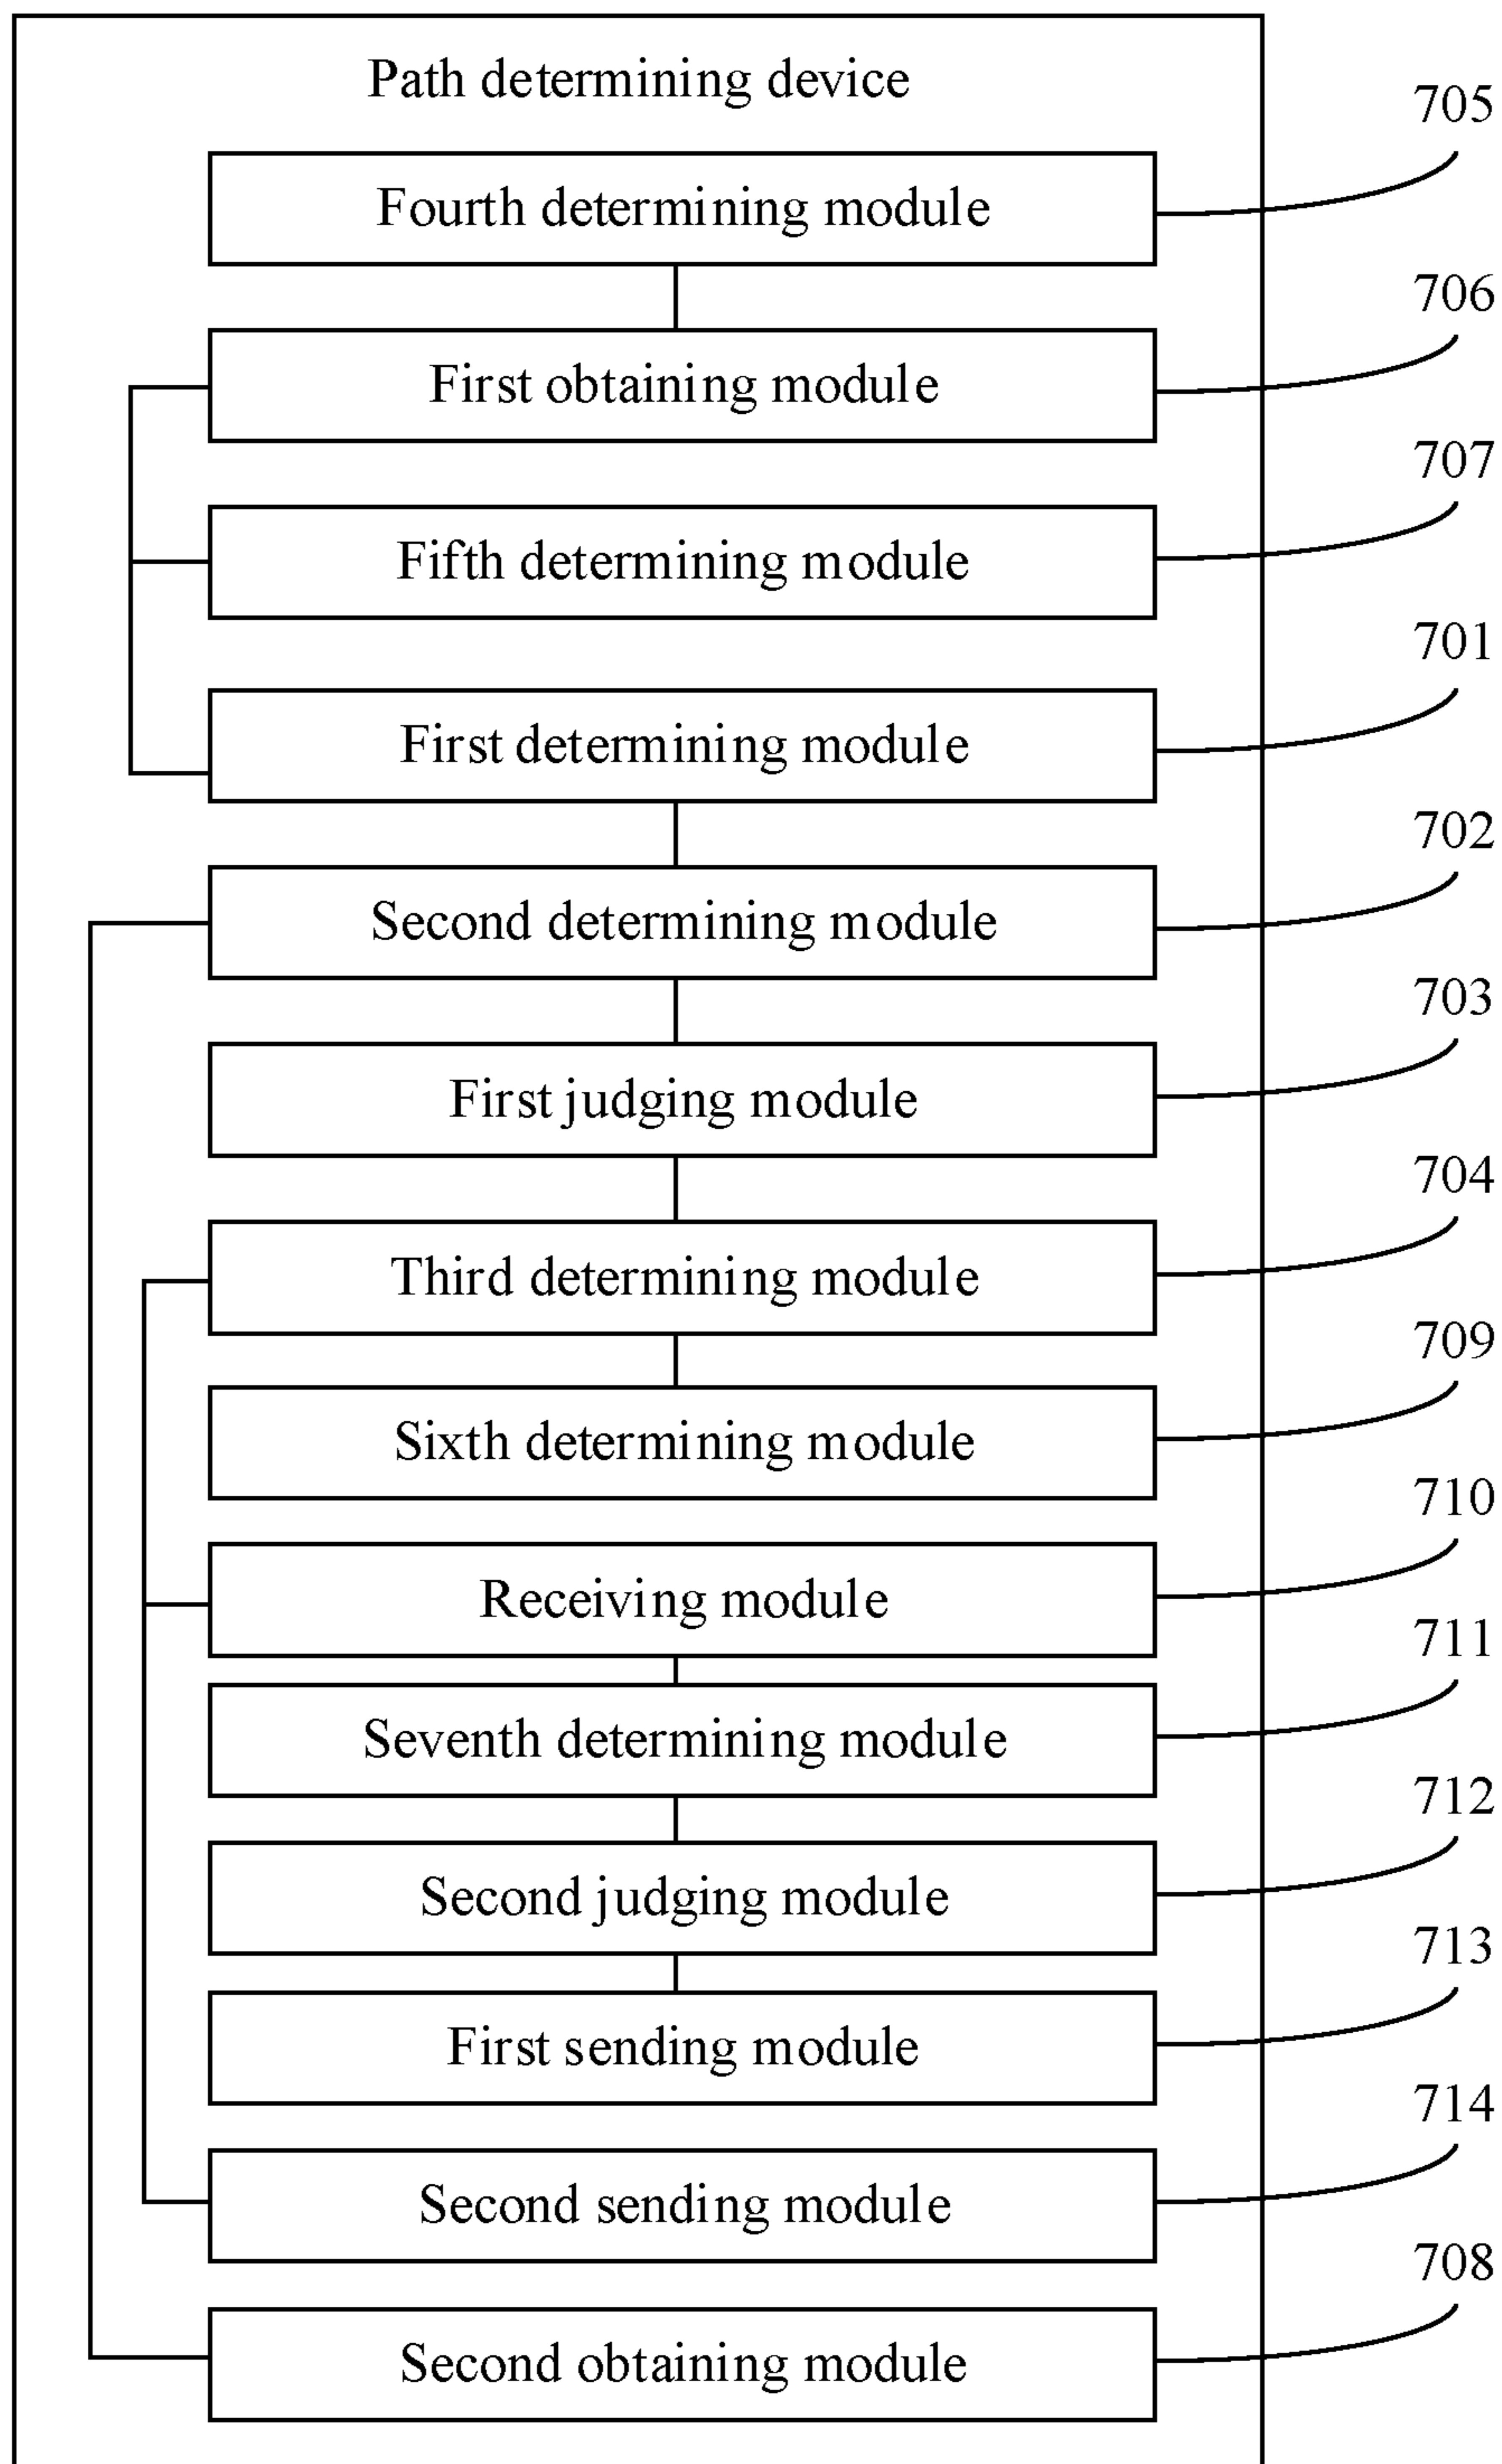 Path determining device
705
Fourth determining module
706
First obtaining module
707
Fifth determining module
701
First determining module
702
Second determining module
703
First judging module
704
Third determining module
709
Sixth determining module
710
Receiving module
711
Seventh determining module
712
Second judging module
713
First sending module
714
Second sending module
708
Second obtaining module